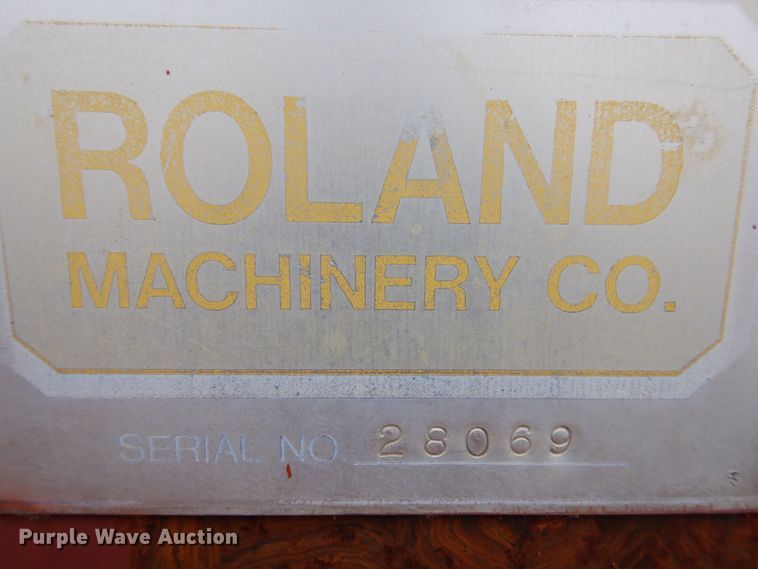 ROLAND
MACHINERY CO.
SERIAL NO 28069
Purple Wave Auction